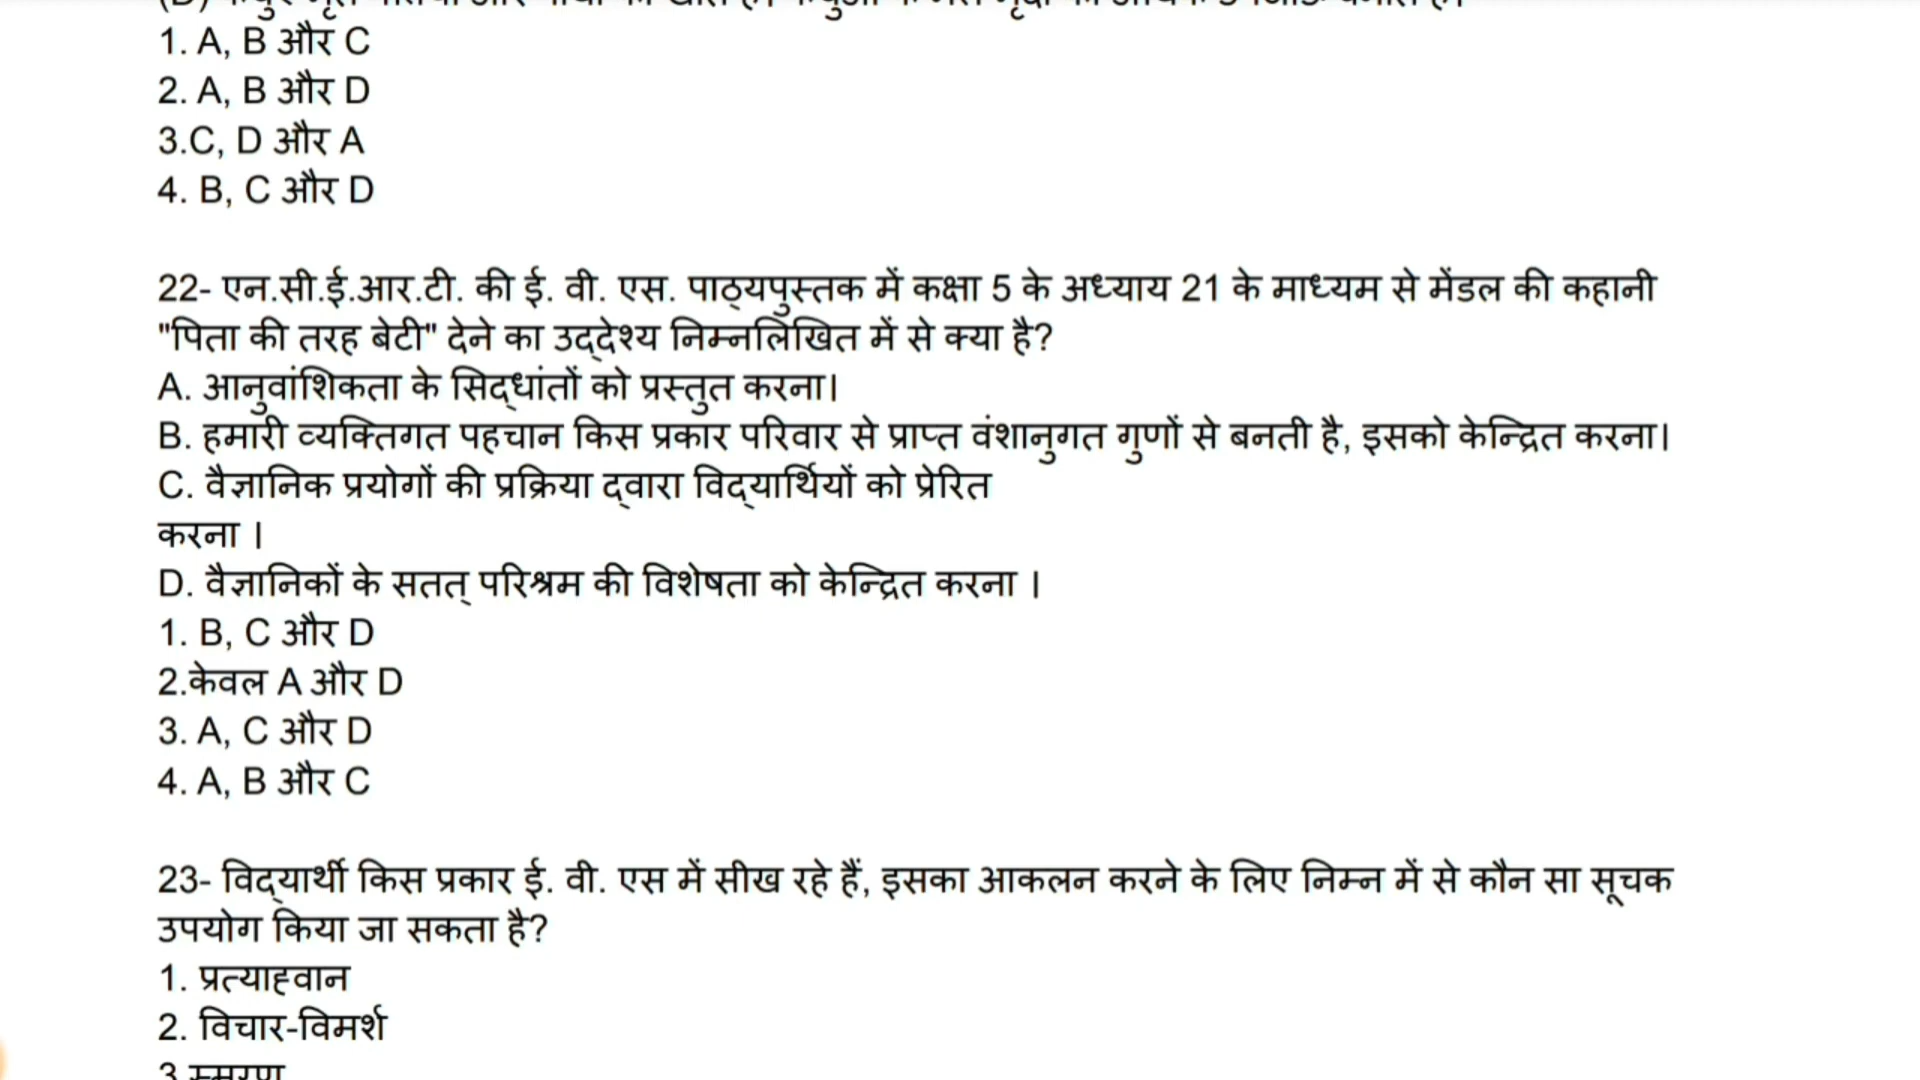 1. A, B और C
2. A, B और D
3.C, D और A
4. B, C और D
22- एन.सी.ई.आर.टी. की ई. वी. एस. पाठ्यपुस्तक में कक्षा 5 के अध्याय 21 के माध्यम से मेंडल की कहानी
"पिता की तरह बेटी" देने का उद्देश्य निम्नलिखित में से क्या है?
A. आनुवांशिकता के सिद्धांतों को प्रस्तुत करना।
B. हमारी व्यक्तिगत पहचान किस प्रकार परिवार से प्राप्त वंशानुगत गुणों से बनती है, इसको केन्द्रित करना।
C. वैज्ञानिक प्रयोगों की प्रक्रिया द्वारा विद्यार्थियों को प्रेरित
करना ।
D. वैज्ञानिकों के सतत् परिश्रम की विशेषता को केन्द्रित करना ।
1. B, C और D
2.केवल A और D
3. A, C और D
4. A, B और C
23- विद्यार्थी किस प्रकार ई. वी. एस में सीख रहे हैं, इसका आकलन करने के लिए निम्न में से कौन सा सूचक
उपयोग किया जा सकता है?
1. प्रत्याह्वान
2. विचार-विमर्श
3.स्मरण